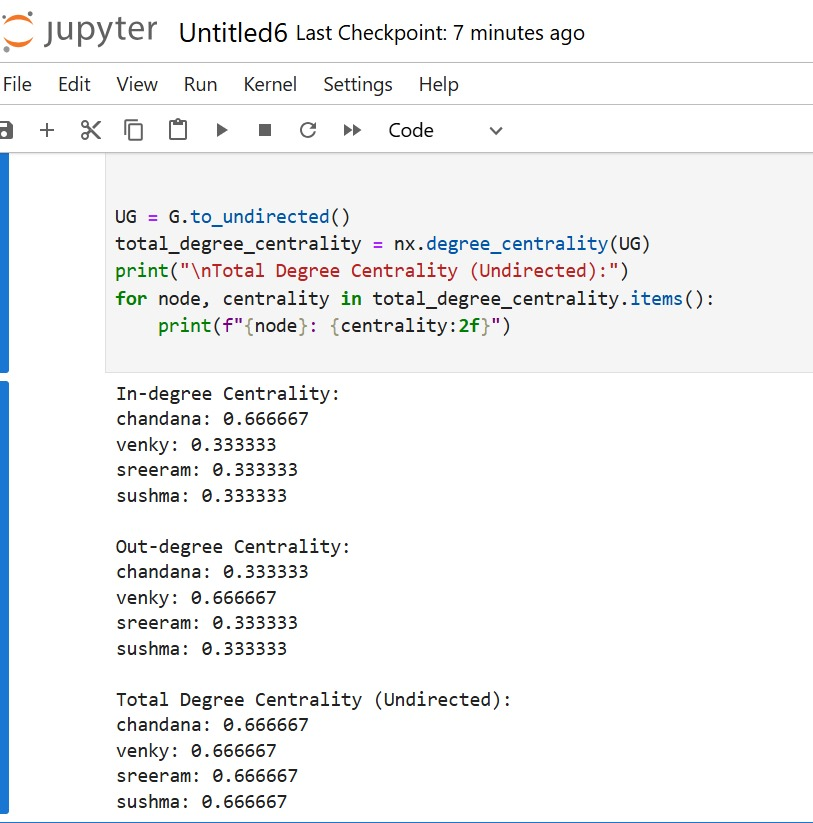 jupyter Untitled6 Last Checkpoint: 7 minutes ago
File Edit View Run Kernel Settings Help
Code
UG = G.to_undirected()
total_degree_centrality = nx.degree_centrality(UG)
print("\nTotal Degree Centrality (Undirected):")
for node, centrality in total_degree_centrality.items():
    print(f"{node}: {centrality:2f}")
In-degree Centrality:
chandana: 0.666667
venky: 0.333333
sreeram: 0.333333
sushma: 0.333333
Out-degree Centrality:
chandana: 0.333333
venky: 0.666667
sreeram: 0.333333
sushma: 0.333333
Total Degree Centrality (Undirected):
chandana: 0.666667
venky: 0.666667
sreeram: 0.666667
sushma: 0.666667